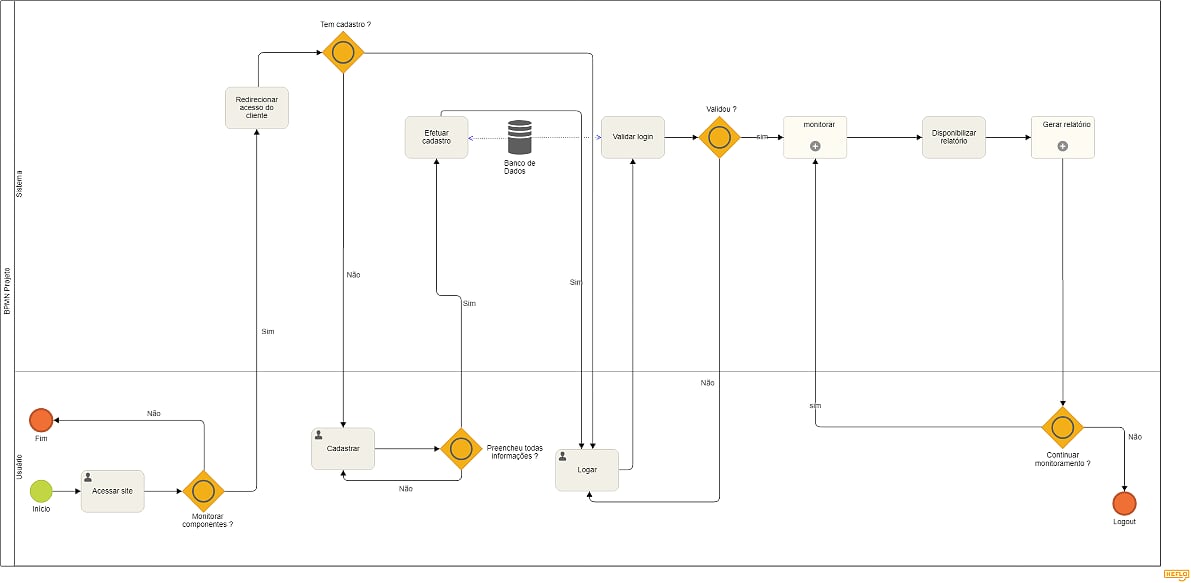 BPMN Projeto
Sistema
Tem cadastro ?
Redirecionar
acesso do
cliente
Efetuar
cadastro
Banco de
Dados
Validar login
Validou ?
sim
monitorar
Disponibilizar
relatório
Gerar relatório
Não
Sim
Sim
Sim
Usuário
Não
sim
Não
Fim
Início
Acessar site
Monitorar
componentes ?
Cadastrar
Preencheu todas
informações ?
Não
Logar
Continuar
monitoramento ?
Não
Logout
HEFLO